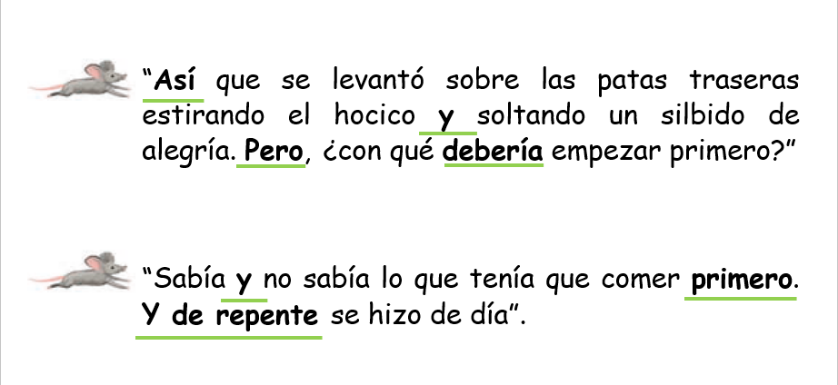 “Así que se levantó sobre las patas traseras
estirando el hocico y soltando un silbido de
alegría. Pero, ¿con qué debería empezar primero?”
“Sabía y no sabía lo que tenía que comer primero.
Y de repente se hizo de día”.